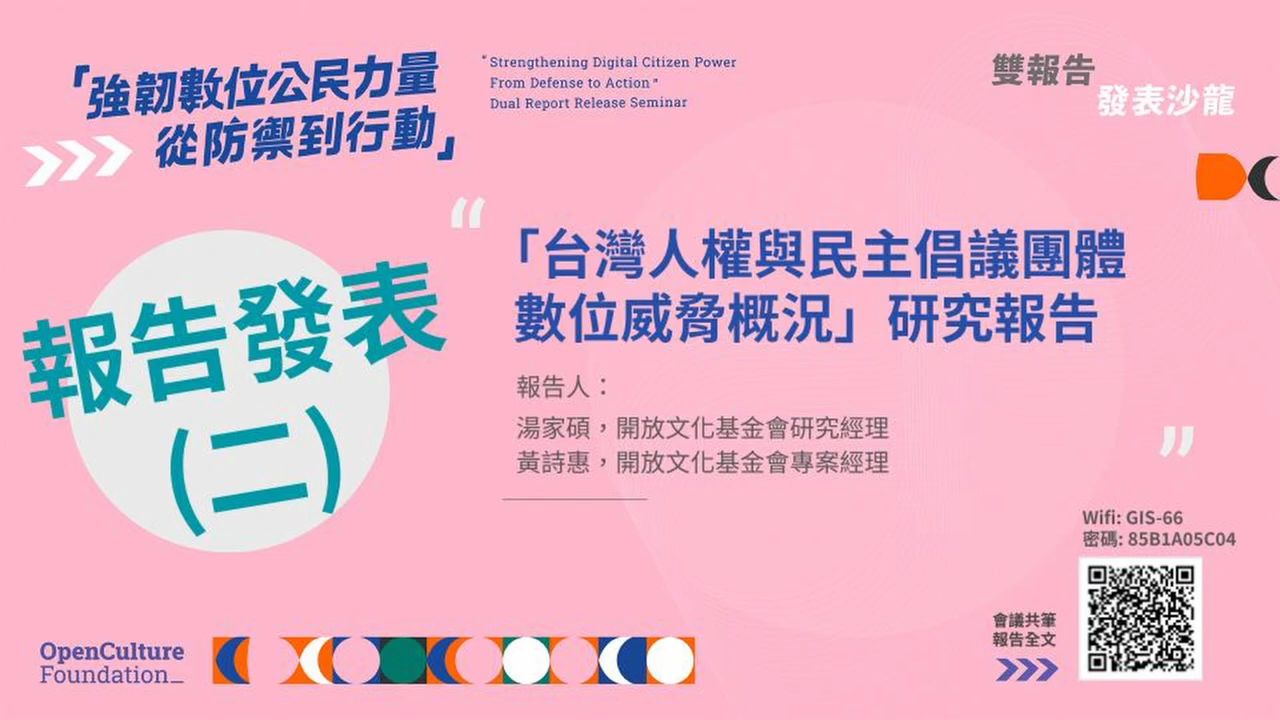 「強韌數位公民力量
從防禦到行動」
"Strengthening Digital Citizen Power
From Defense to Action"
Dual Report Release Seminar
雙報告
發表沙龍
報告發表
(二)
「台灣人權與民主倡議團體
數位威脅概況」研究報告
報告人：
湯家碩，開放文化基金會研究經理
黃詩惠，開放文化基金會專案經理
Wifi: GIS-66
密碼: 85B1A05C04
會議共筆
報告全文
OpenCulture
Foundation_